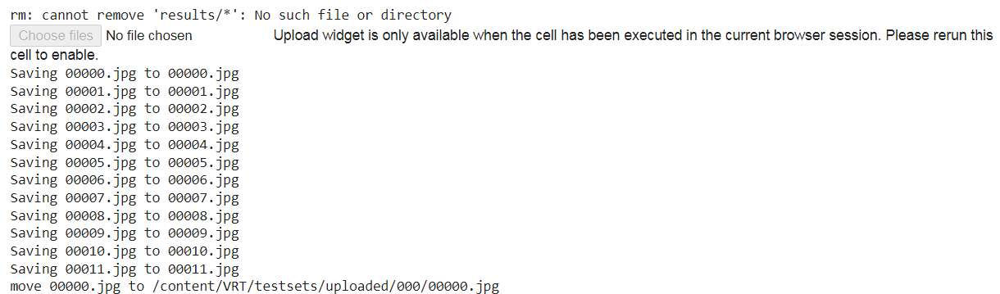 rm: cannot remove 'results/*': No such file or directory
Choose files No file chosen Upload widget is only available when the cell has been executed in the current browser session. Please rerun this
cell to enable.
Saving 00000.jpg to 00000.jpg
Saving 00001.jpg to 00001.jpg
Saving 00002.jpg to 00002.jpg
Saving 00003.jpg to 00003.jpg
Saving 00004.jpg to 00004.jpg
Saving 00005.jpg to 00005.jpg
Saving 00006.jpg to 00006.jpg
Saving 00007.jpg to 00007.jpg
Saving 00008.jpg to 00008.jpg
Saving 00009.jpg to 00009.jpg
Saving 00010.jpg to 00010.jpg
Saving 00011.jpg to 00011.jpg
move 00000.jpg to /content/VRT/testsets/uploaded/000/00000.jpg